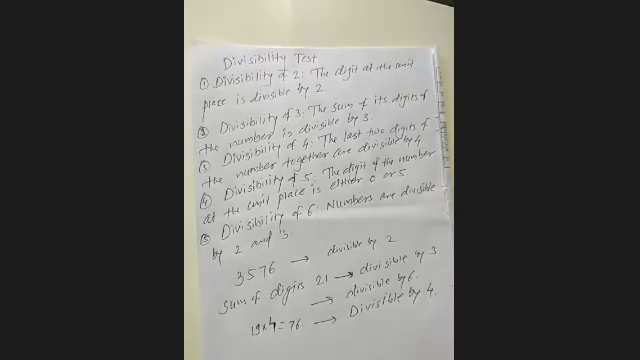 Divisibility Test
① Divisibility of 2: The digit at the unit
place is divisible by 2
② Divisibility of 3: The sum of its digits of
the number is divisible by 3.
③ Divisibility of 4: The last two digits of
the number together are divisible by 4
④ Divisibility of 5: The digit of the number
at the unit place is either 0 or 5
⑤ Divisibility of 6: Numbers are divisible
by 2 and 3
3576 → divisible by 2
sum of digits 21 → divisible by 3
→ divisible by 6.
19×4=76 → Divisible by 4.